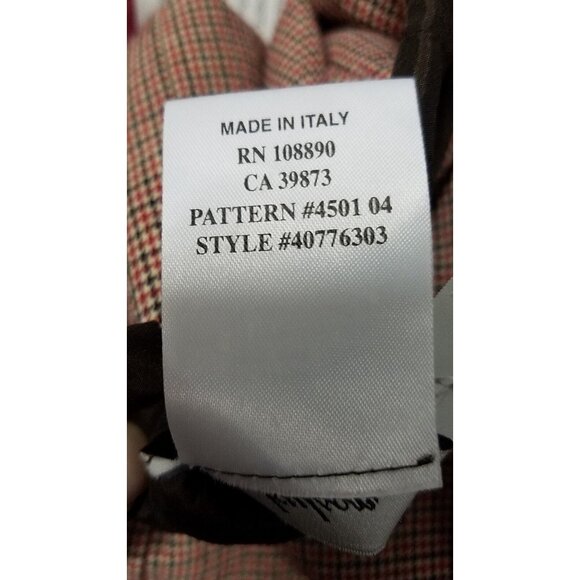 MADE IN ITALY
RN 108890
CA 39873
PATTERN #4501 04
STYLE #40776303